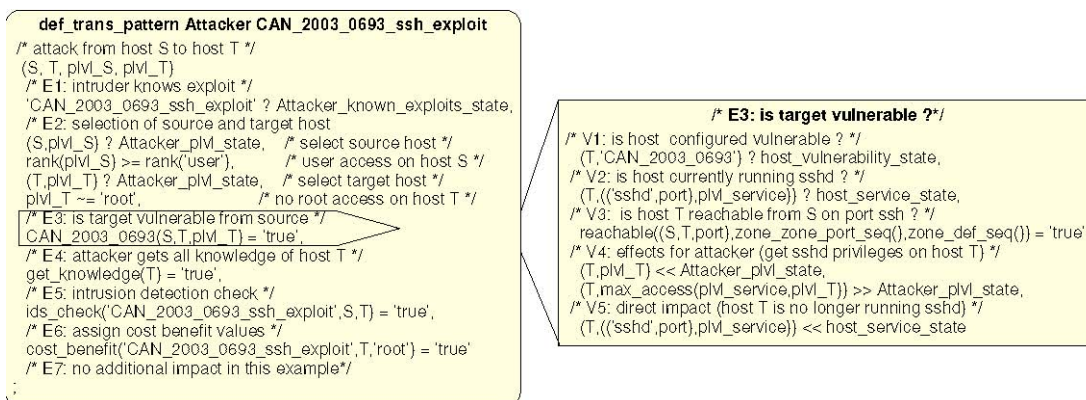 def_trans_pattern Attacker CAN_2003_0693_ssh_exploit
/* attack from host S to host T */
(S, T, plvl_S, plvl_T)
/* E1: intruder knows exploit */
'CAN_2003_0693_ssh_exploit' ? Attacker_known_exploits_state,
/* E2: selection of source and target host
(S,plvl_S) ? Attacker_plvl_state, /* select source host */
rank(plvl_S) >= rank('user'), /* user access on host S */
(T,plvl_T) ? Attacker_plvl_state, /* select target host */
plvl_T ~= 'root', /* no root access on host T */
/* E3: is target vulnerable from source */
CAN_2003_0693(S,T,plvl_T) = 'true',
/* E4: attacker gets all knowledge of host T */
get_knowledge(T) = 'true',
/* E5: intrusion detection check */
ids_check('CAN_2003_0693_ssh_exploit',S,T) = 'true',
/* E6: assign cost benefit values */
cost_benefit('CAN_2003_0693_ssh_exploit',T,'root') = 'true'
/* E7: no additional impact in this example*/
;
/* E3: is target vulnerable ?*/
/* V1: is host configured vulnerable ? */
(T,'CAN_2003_0693') ? host_vulnerability_state,
/* V2: is host currently running sshd ? */
(T,(('sshd',port),plvl_service)) ? host_service_state,
/* V3: is host T reachable from S on port ssh ? */
reachable((S,T,port),zone_zone_port_seq(),zone_def_seq()) = 'true'
/* V4: effects for attacker (get sshd privileges on host T) */
(T,plvl_T) << Attacker_plvl_state,
(T,max_access(plvl_service,plvl_T)) >> Attacker_plvl_state,
/* V5: direct impact (host T is no longer running sshd) */
(T,(('sshd',port),plvl_service)) << host_service_state